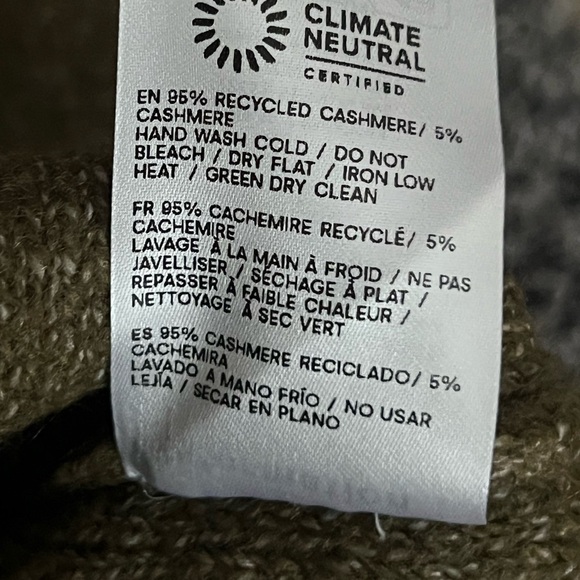 CLIMATE
NEUTRAL
CERTIFIED
EN 95% RECYCLED CASHMERE/ 5%
CASHMERE
HAND WASH COLD / DO NOT
BLEACH / DRY FLAT / IRON LOW
HEAT / GREEN DRY CLEAN
FR 95% CACHEMIRE RECYCLÉ/ 5%
CACHEMIRE
LAVAGE À LA MAIN À FROID / NE PAS
JAVELLISER / SÉCHAGE À PLAT /
REPASSER À FAIBLE CHALEUR /
NETTOYAGE À SEC VERT
ES 95% CASHMERE RECICLADO/ 5%
CACHEMIRA
LAVADO A MANO FRÍO / NO USAR
LEJÍA / SECAR EN PLANO